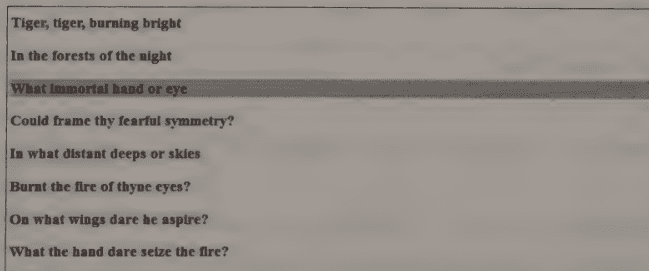 Tiger, tiger, burning bright
In the forests of the night
What immortal hand or eye
Could frame thy fearful symmetry?
In what distant deeps or skies
Burnt the fire of thyne eyes?
On what wings dare he aspire?
What the hand dare seize the fire?